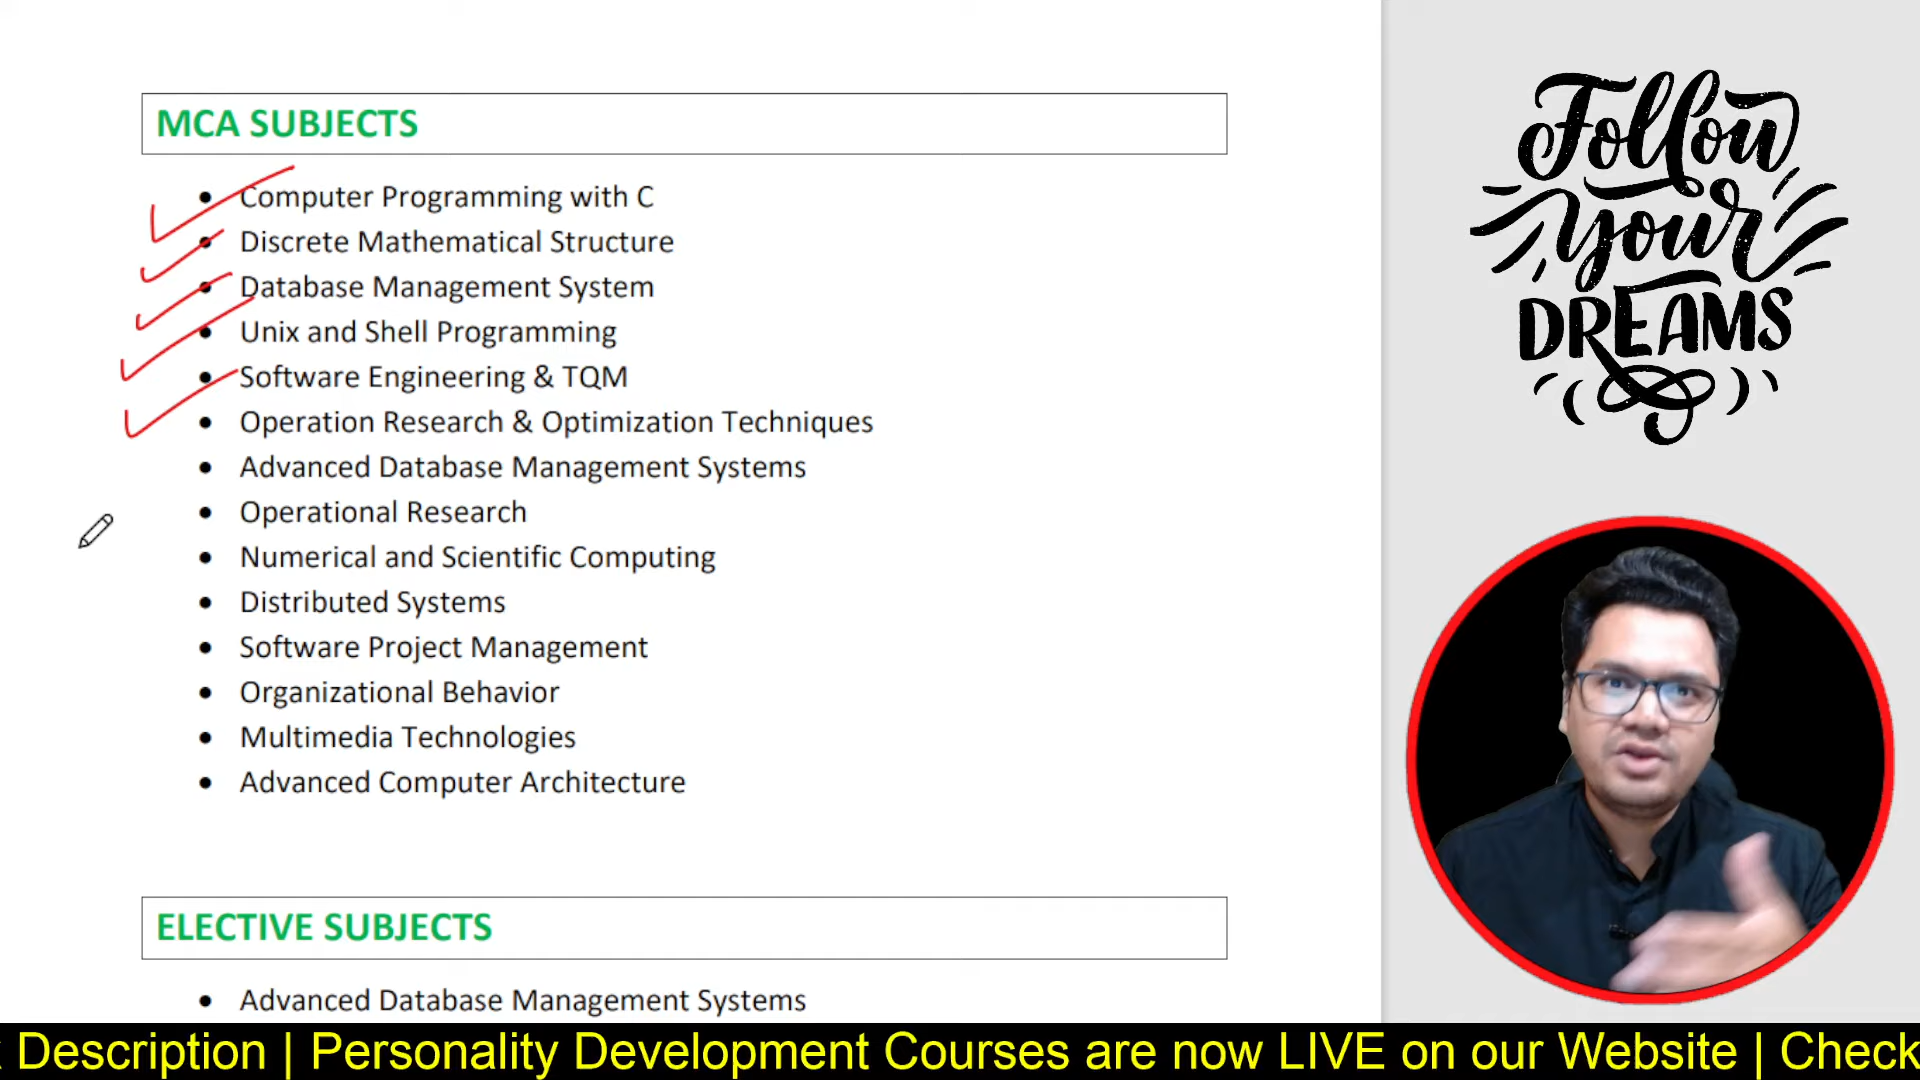 MCA SUBJECTS
• Computer Programming with C
• Discrete Mathematical Structure
• Database Management System
• Unix and Shell Programming
• Software Engineering & TQM
• Operation Research & Optimization Techniques
• Advanced Database Management Systems
• Operational Research
• Numerical and Scientific Computing
• Distributed Systems
• Software Project Management
• Organizational Behavior
• Multimedia Technologies
• Advanced Computer Architecture
ELECTIVE SUBJECTS
• Advanced Database Management Systems
Follow
Your
DREAMS
Description | Personality Development Courses are now LIVE on our Website | Check